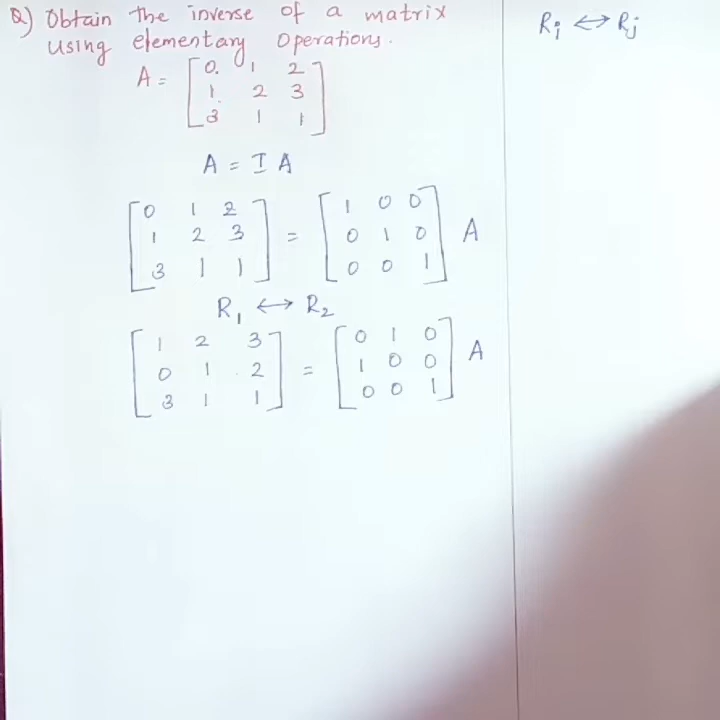 Q) Obtain the inverse of a matrix
using elementary operations.
A = [ 0. 1 2
1. 2 3
3 1 1 ]
A = I A
[ 0 1 2
1 2 3
3 1 1 ] = [ 1 0 0
0 1 0
0 0 1 ] A
R₁ ↔ R₂
[ 1 2 3
0 1 . 2
3 1 1 ] = [ 0 1 0
1 0 0
0 0 1 ] A
Rᵢ ↔ Rⱼ